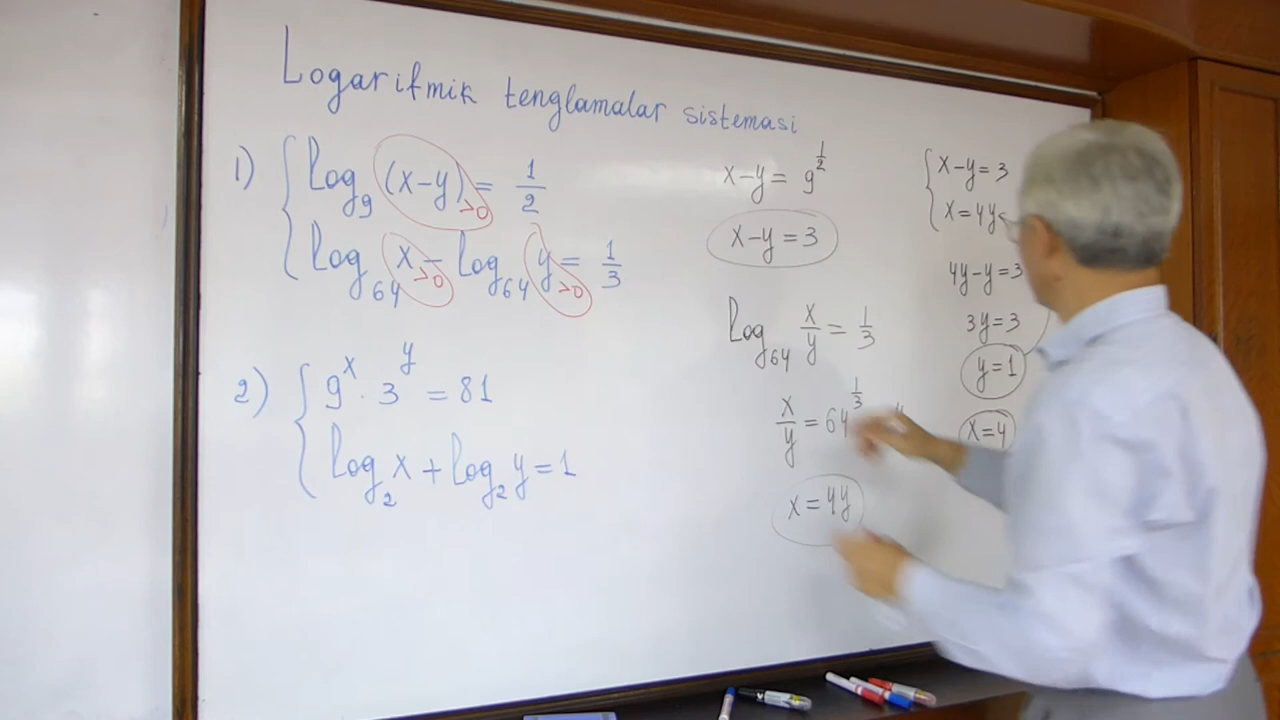 Logarifmik tenglamalar sistemasi
1) { log₉ (x-y) = 1/2
>0
log₆₄ x - log₆₄ y = 1/3
>0 >0
2) { 9^x · 3^y = 81
log₂ x + log₂ y = 1
x-y = 9^(1/2)
x-y = 3
log₆₄ x/y = 1/3
x/y = 64^(1/3)
x = 4y
{ x-y = 3
x = 4y
4y-y = 3
3y = 3
y = 1
x = 4